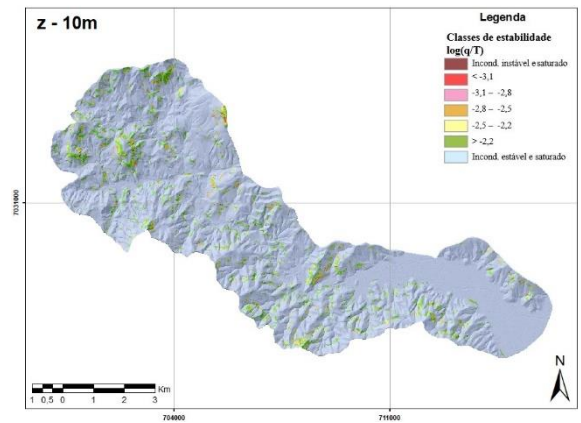 z - 10m
Legenda
Classes de estabilidade
log(q/T)
Incond. instável e saturado
< -3,1
-3,1 – -2,8
-2,8 – -2,5
-2,5 – -2,2
> -2,2
Incond. estável e saturado
7031000
N
Km
1 0.5 0 1 2 3
704000
711000